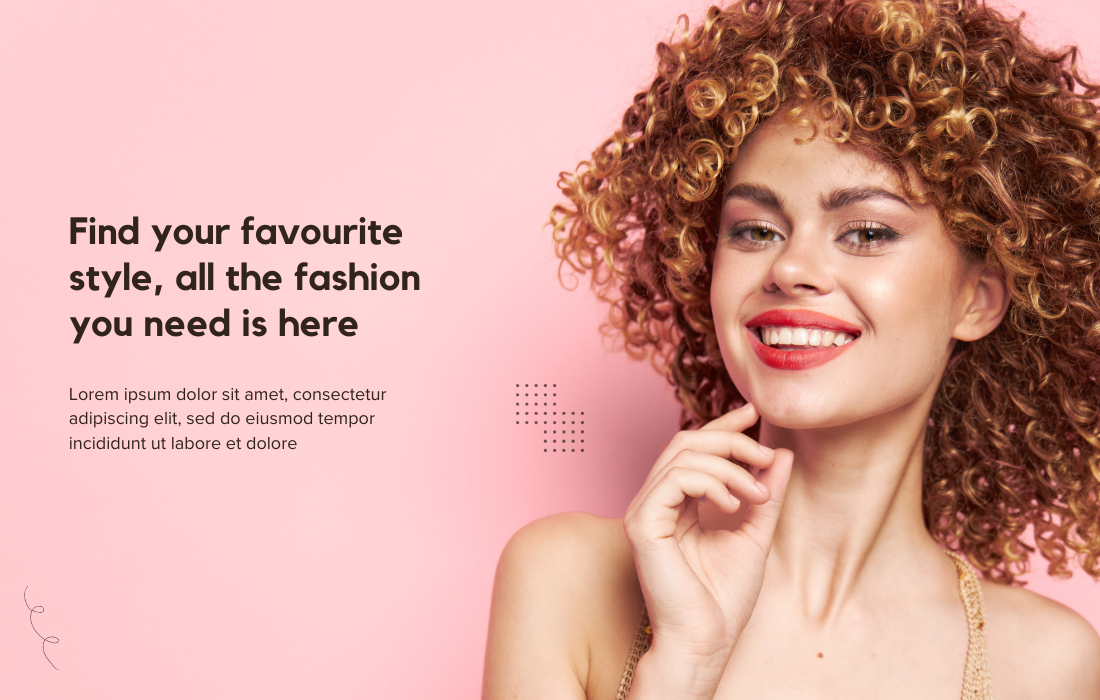 Find your favourite
style, all the fashion
you need is here
Lorem ipsum dolor sit amet, consectetur
adipiscing elit, sed do eiusmod tempor
incididunt ut labore et dolore